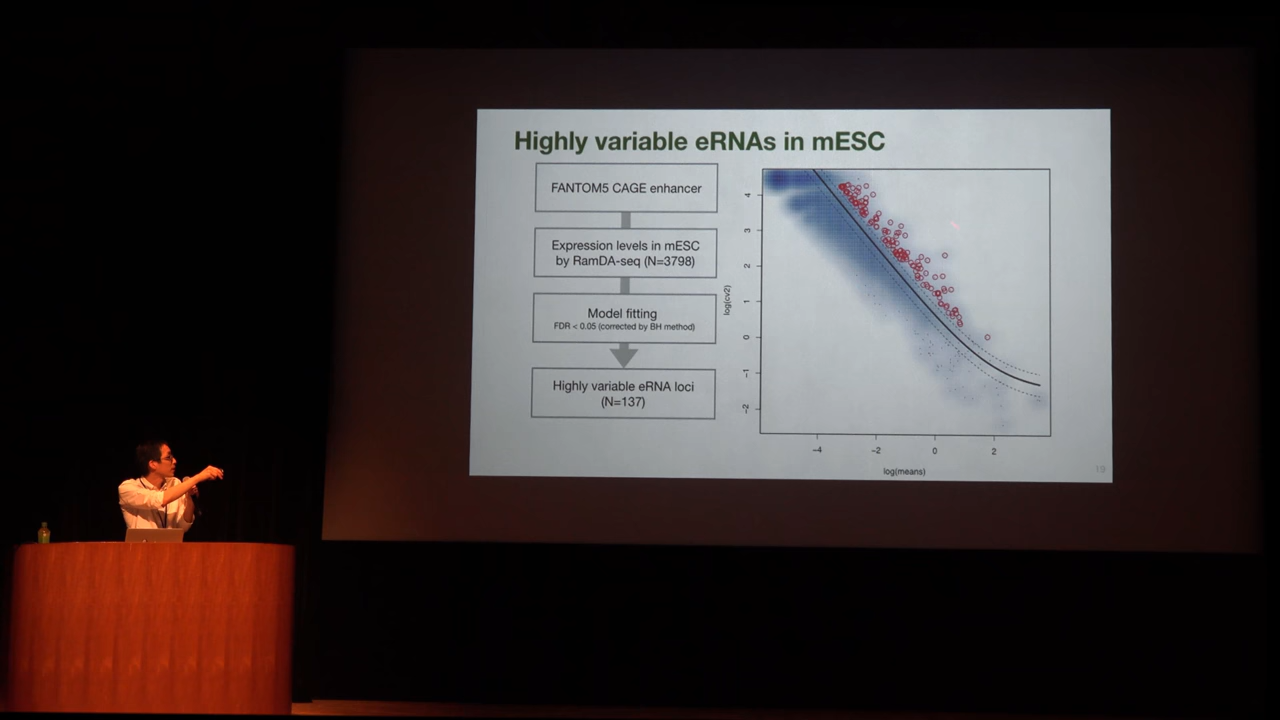 Highly variable eRNAs in mESC
FANTOM5 CAGE enhancer
Expression levels in mESC
by RamDA-seq (N=3798)
Model fitting
FDR < 0.05 (corrected by BH method)
Highly variable eRNA loci
(N=137)
log(cv2)
4
3
2
1
0
−1
−2
−4
−2
0
2
log(means)
19